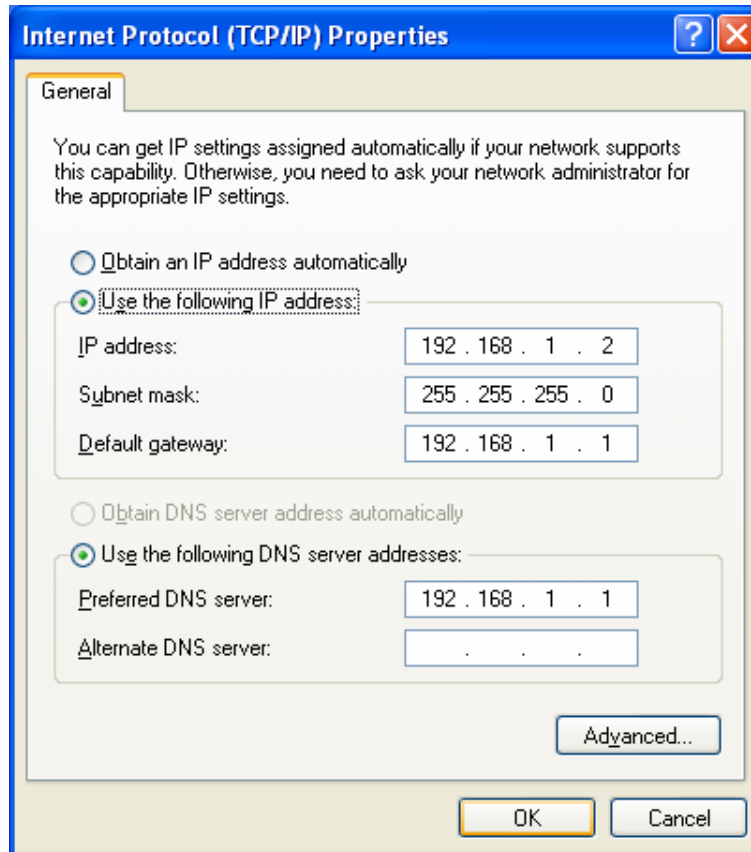 Internet Protocol (TCP/IP) Properties
General
You can get IP settings assigned automatically if your network supports
this capability. Otherwise, you need to ask your network administrator for
the appropriate IP settings.
Obtain an IP address automatically
Use the following IP address:
IP address: 192 . 168 . 1 . 2
Subnet mask: 255 . 255 . 255 . 0
Default gateway: 192 . 168 . 1 . 1
Obtain DNS server address automatically
Use the following DNS server addresses:
Preferred DNS server: 192 . 168 . 1 . 1
Alternate DNS server: . . .
Advanced...
OK Cancel